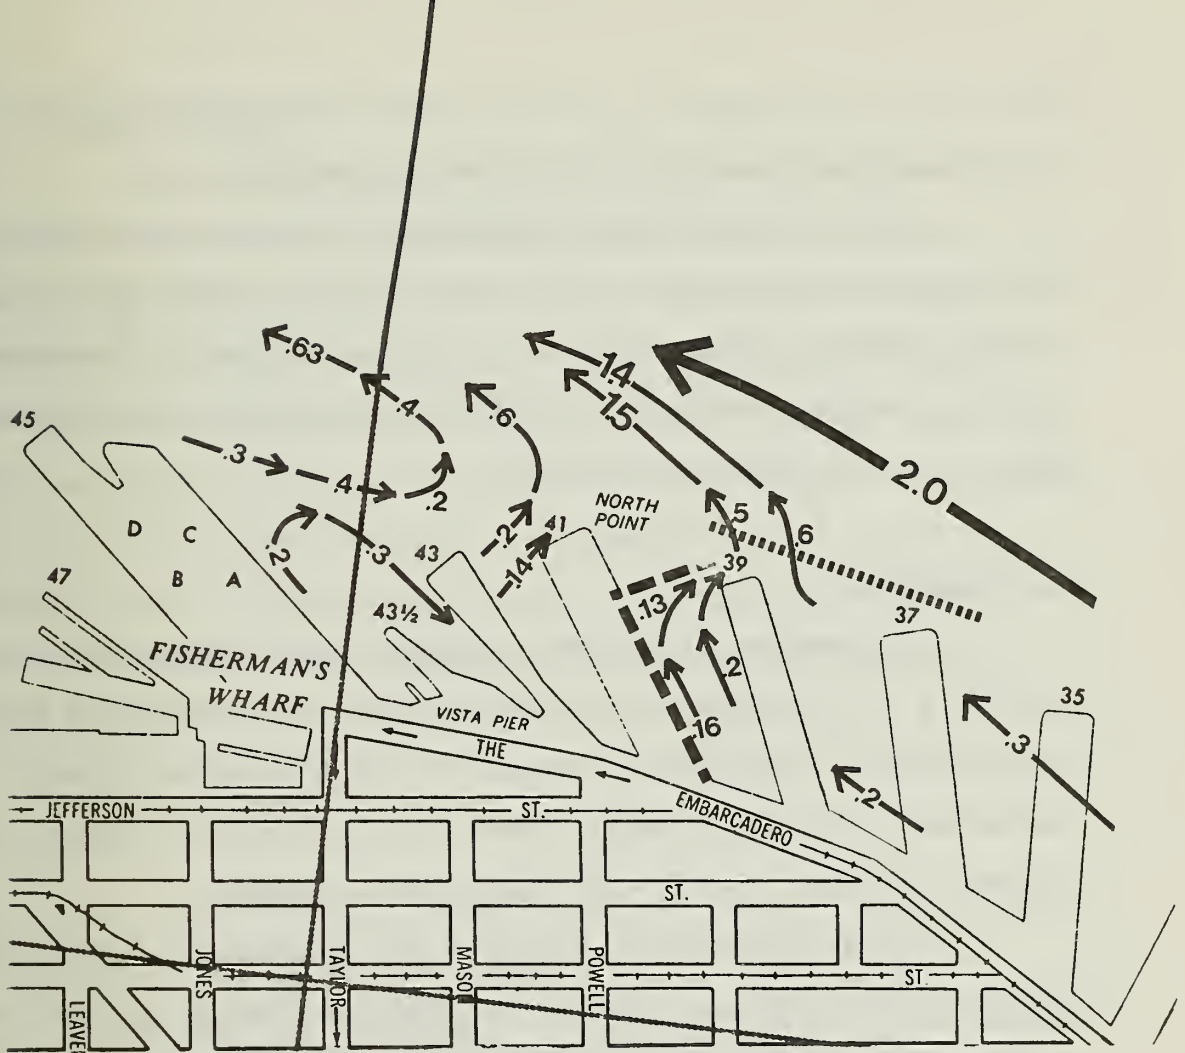 .63
.4
.3
.4
.2
.6
1.4
1.5
2.0
45
D C
B A
47
.2
.3
43
43½
.2
.14
41
NORTH
POINT
.5
.6
39
.13
.2
.16
37
35
.3
.2
FISHERMAN'S
WHARF
VISTA PIER
THE
EMBARCADERO
JEFFERSON ST.
ST.
ST.
JONES
TAYLOR
POWELL